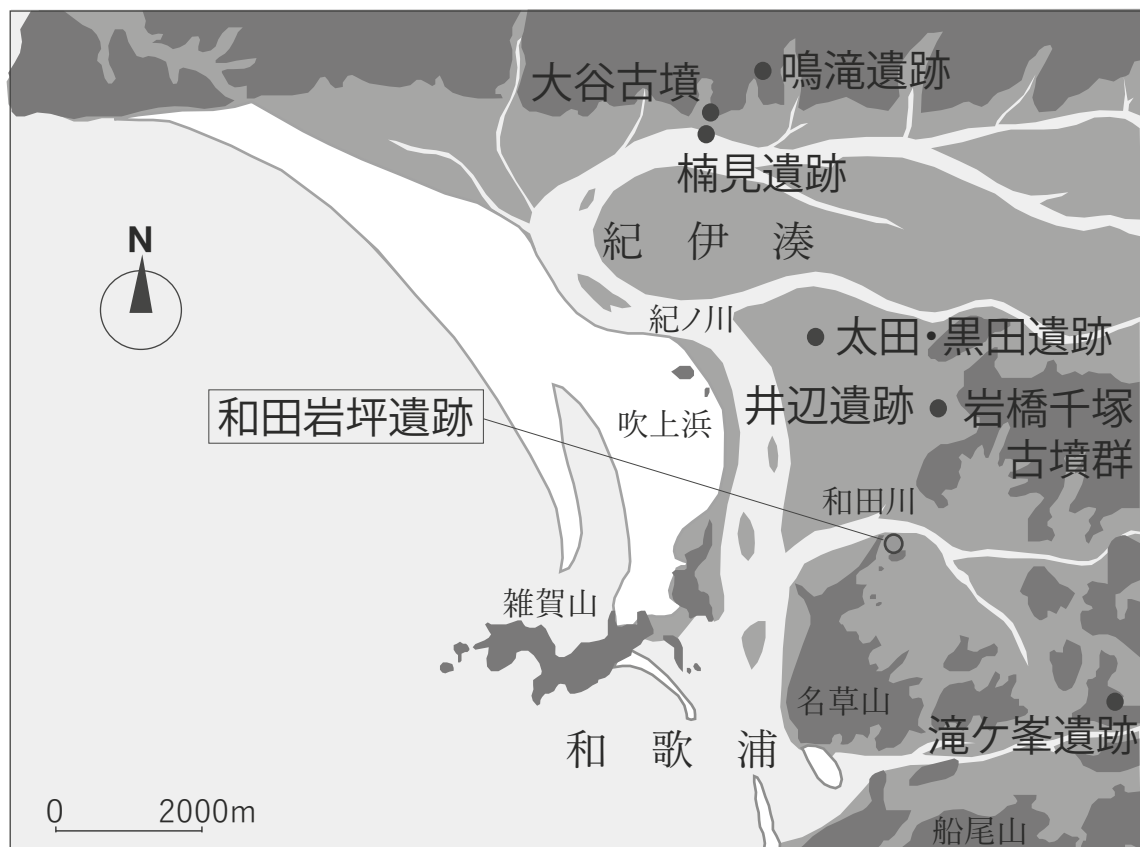 鳴滝遺跡
大谷古墳
楠見遺跡
紀伊湊
N
紀ノ川
太田・黒田遺跡
和田岩坪遺跡
吹上浜
井辺遺跡
岩橋千塚
古墳群
和田川
雑賀山
名草山
滝ケ峯遺跡
和歌浦
0 2000m
船尾山